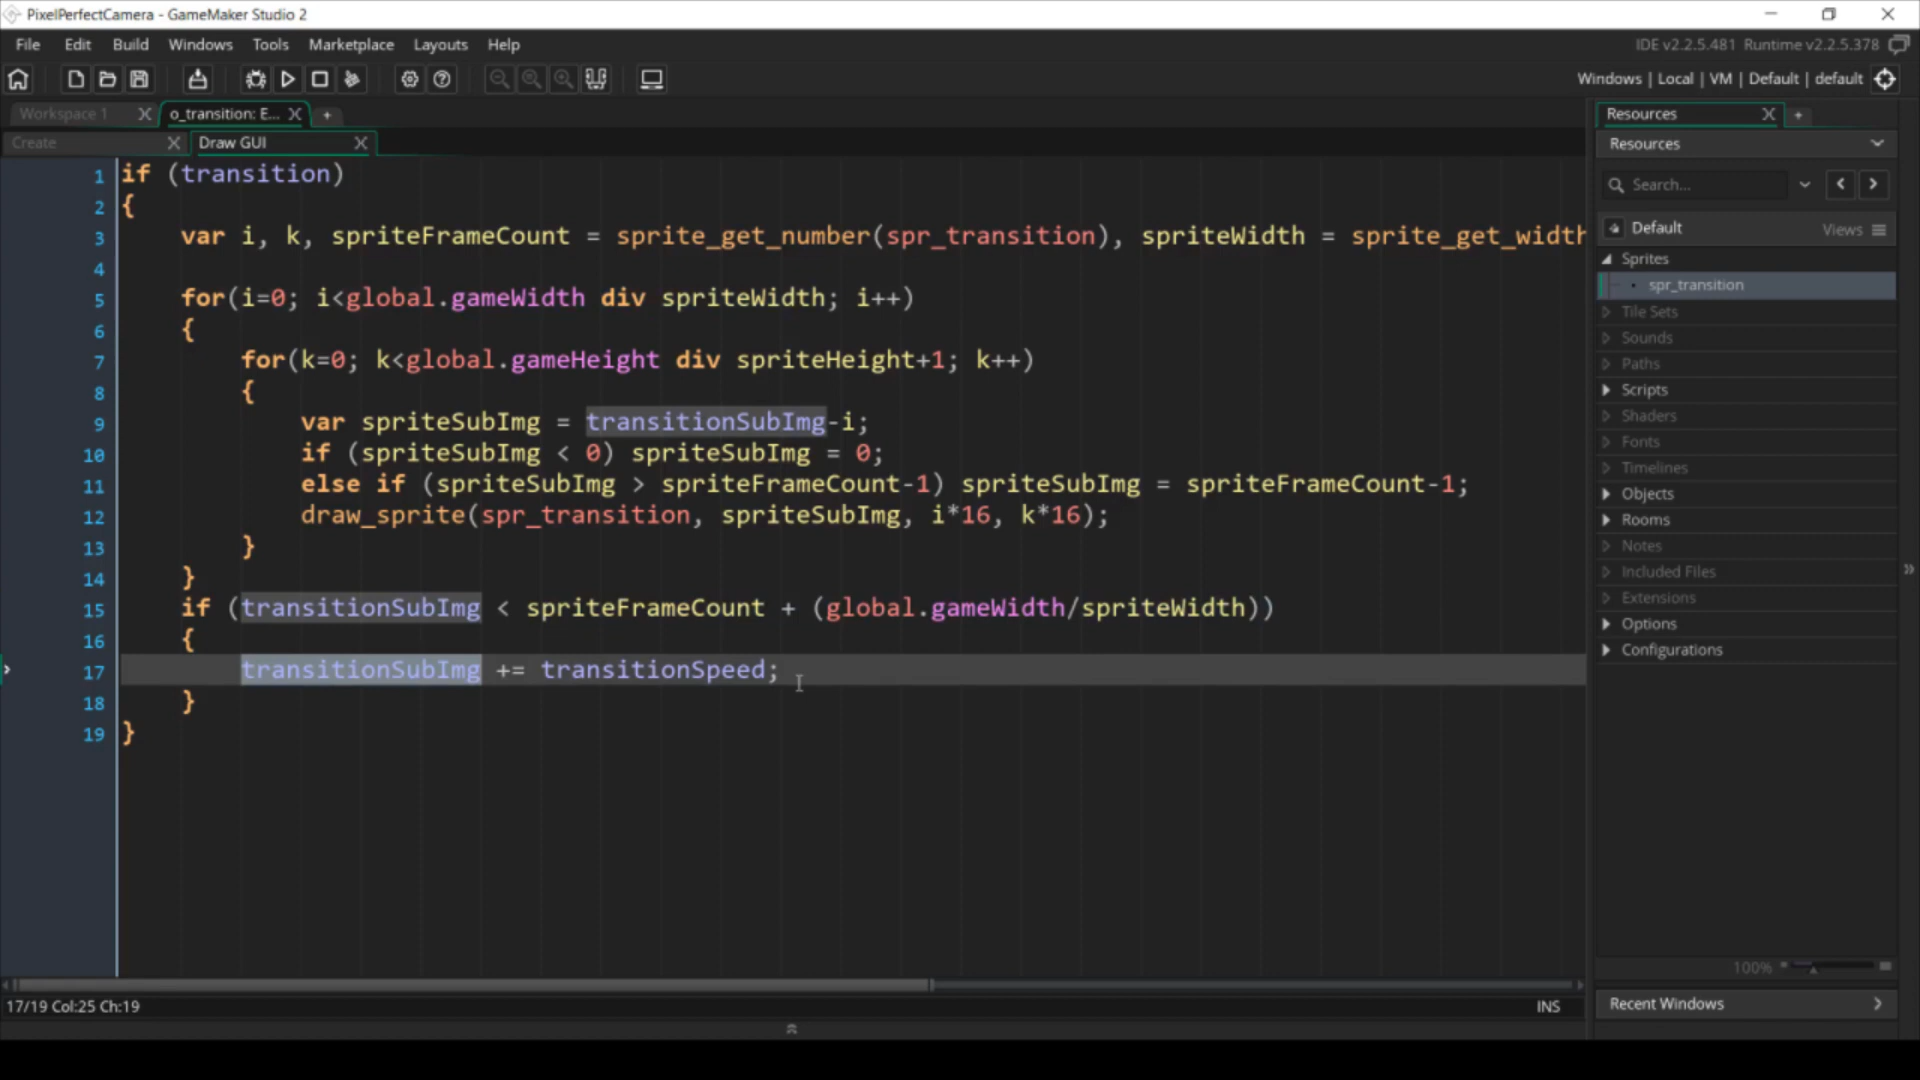 PixelPerfectCamera - GameMaker Studio 2
File Edit Build Windows Tools Marketplace Layouts Help
IDE v2.2.5.481 Runtime v2.2.5.378
Windows | Local | VM | Default | default
Workspace 1 X o_transition: E... X +
Create X Draw GUI X
1 if (transition)
2 {
3 var i, k, spriteFrameCount = sprite_get_number(spr_transition), spriteWidth = sprite_get_width
4
5 for(i=0; i<global.gameWidth div spriteWidth; i++)
6 {
7 for(k=0; k<global.gameHeight div spriteHeight+1; k++)
8 {
9 var spriteSubImg = transitionSubImg-i;
10 if (spriteSubImg < 0) spriteSubImg = 0;
11 else if (spriteSubImg > spriteFrameCount-1) spriteSubImg = spriteFrameCount-1;
12 draw_sprite(spr_transition, spriteSubImg, i*16, k*16);
13 }
14 }
15 if (transitionSubImg < spriteFrameCount + (global.gameWidth/spriteWidth))
16 {
17 transitionSubImg += transitionSpeed;
18 }
19 }
17/19 Col:25 Ch:19
INS
Resources X +
Resources
Search...
Default Views
Sprites
spr_transition
Tile Sets
Sounds
Paths
Scripts
Shaders
Fonts
Timelines
Objects
Rooms
Notes
Included Files
Extensions
Options
Configurations
100%
Recent Windows